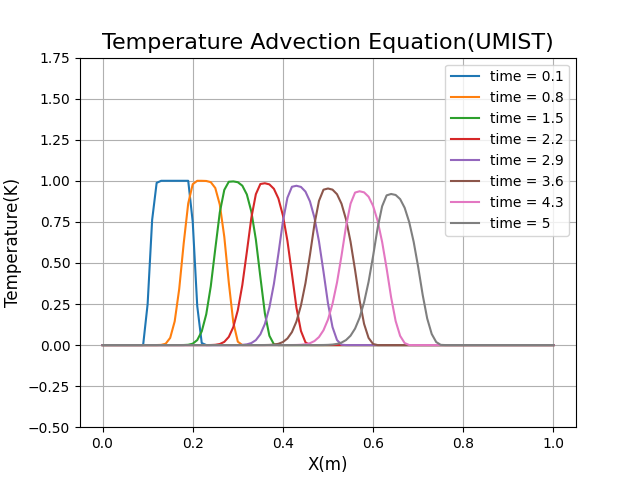 Temperature Advection Equation(UMIST)
1.75
1.50
1.25
1.00
0.75
0.50
0.25
0.00
−0.25
−0.50
Temperature(K)
0.0 0.2 0.4 0.6 0.8 1.0
X(m)
time = 0.1
time = 0.8
time = 1.5
time = 2.2
time = 2.9
time = 3.6
time = 4.3
time = 5